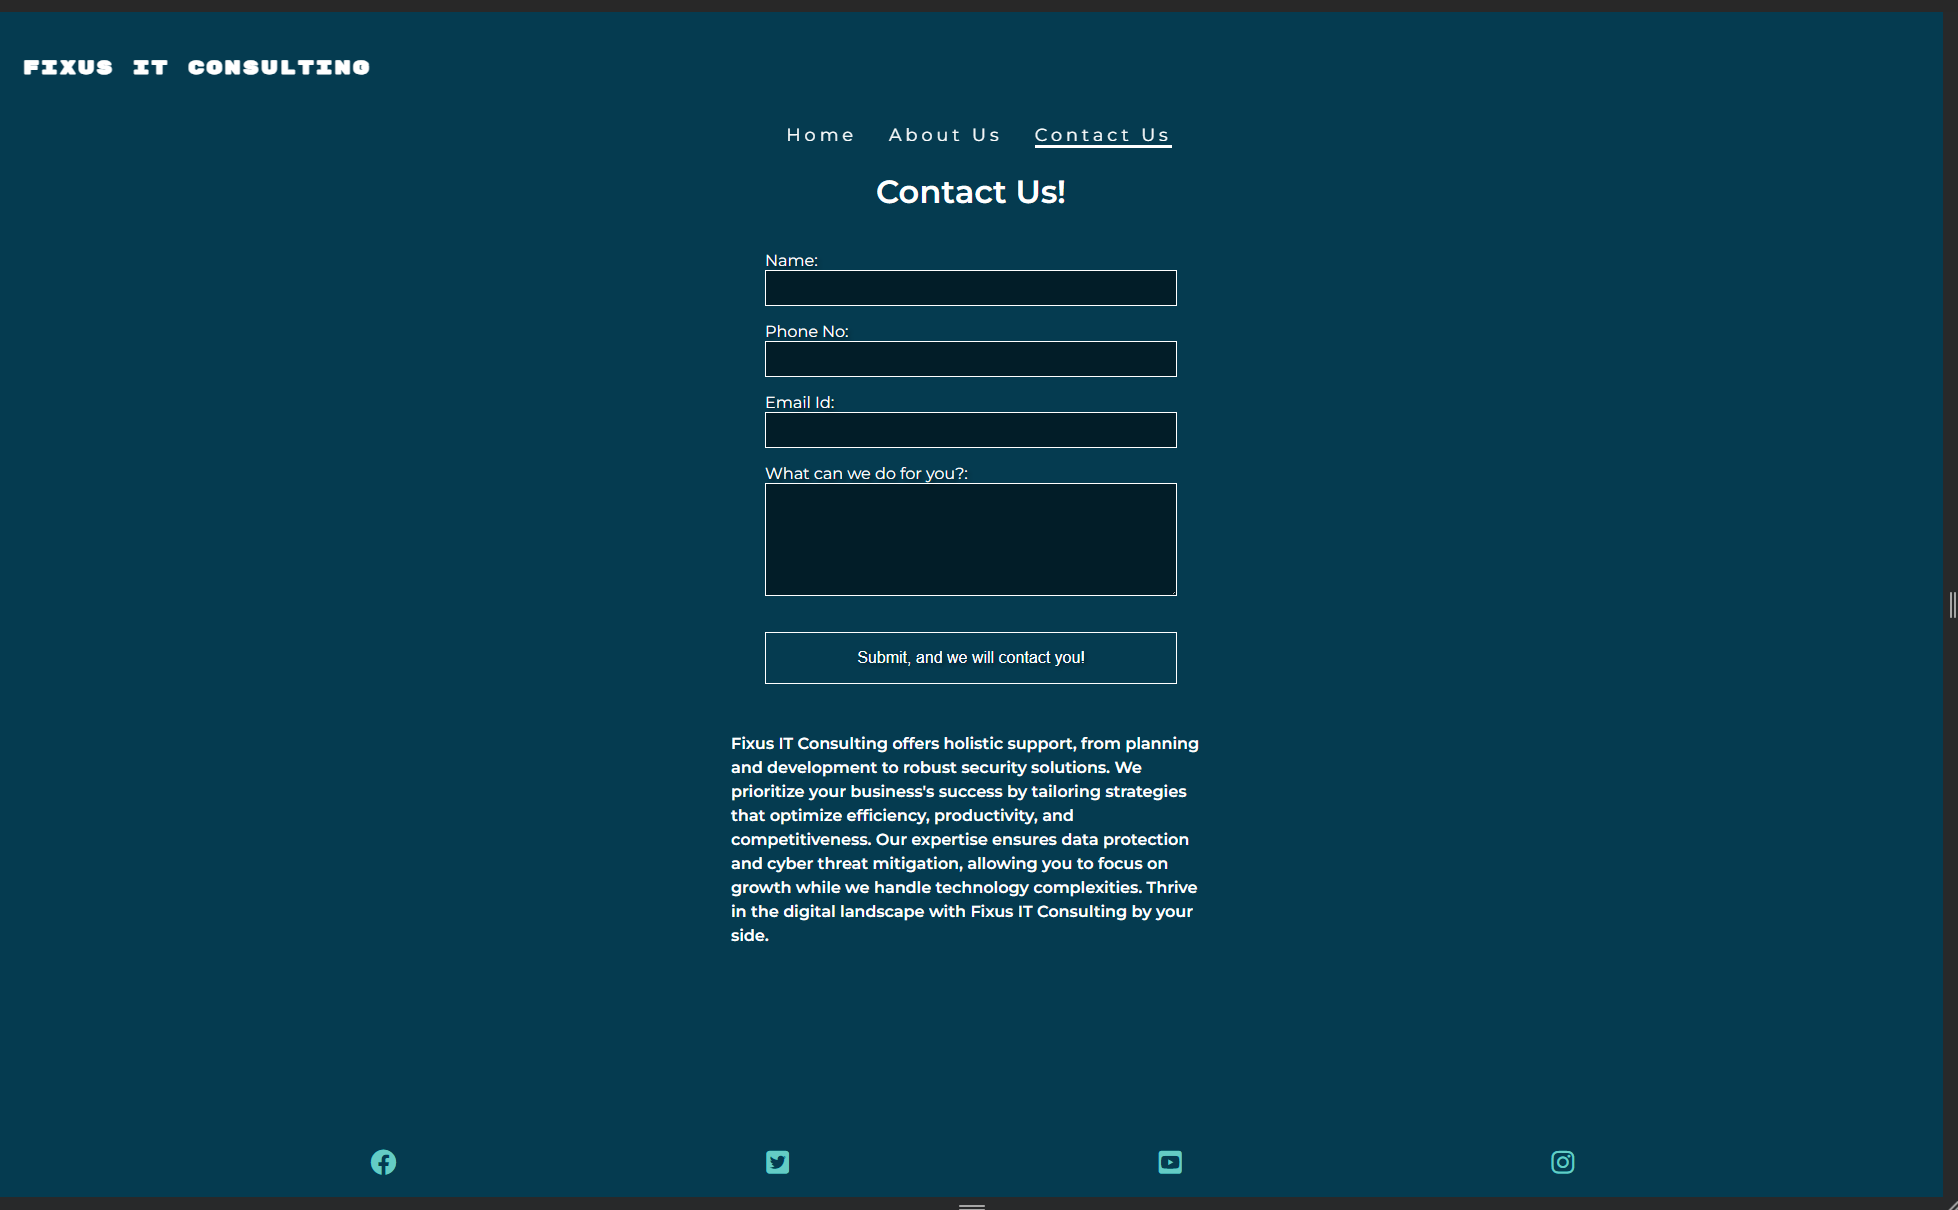 FIXUS IT CONSULTING
Home About Us Contact Us
Contact Us!
Name:
Phone No:
Email Id:
What can we do for you?:
Submit, and we will contact you!
Fixus IT Consulting offers holistic support, from planning
and development to robust security solutions. We
prioritize your business's success by tailoring strategies
that optimize efficiency, productivity, and
competitiveness. Our expertise ensures data protection
and cyber threat mitigation, allowing you to focus on
growth while we handle technology complexities. Thrive
in the digital landscape with Fixus IT Consulting by your
side.